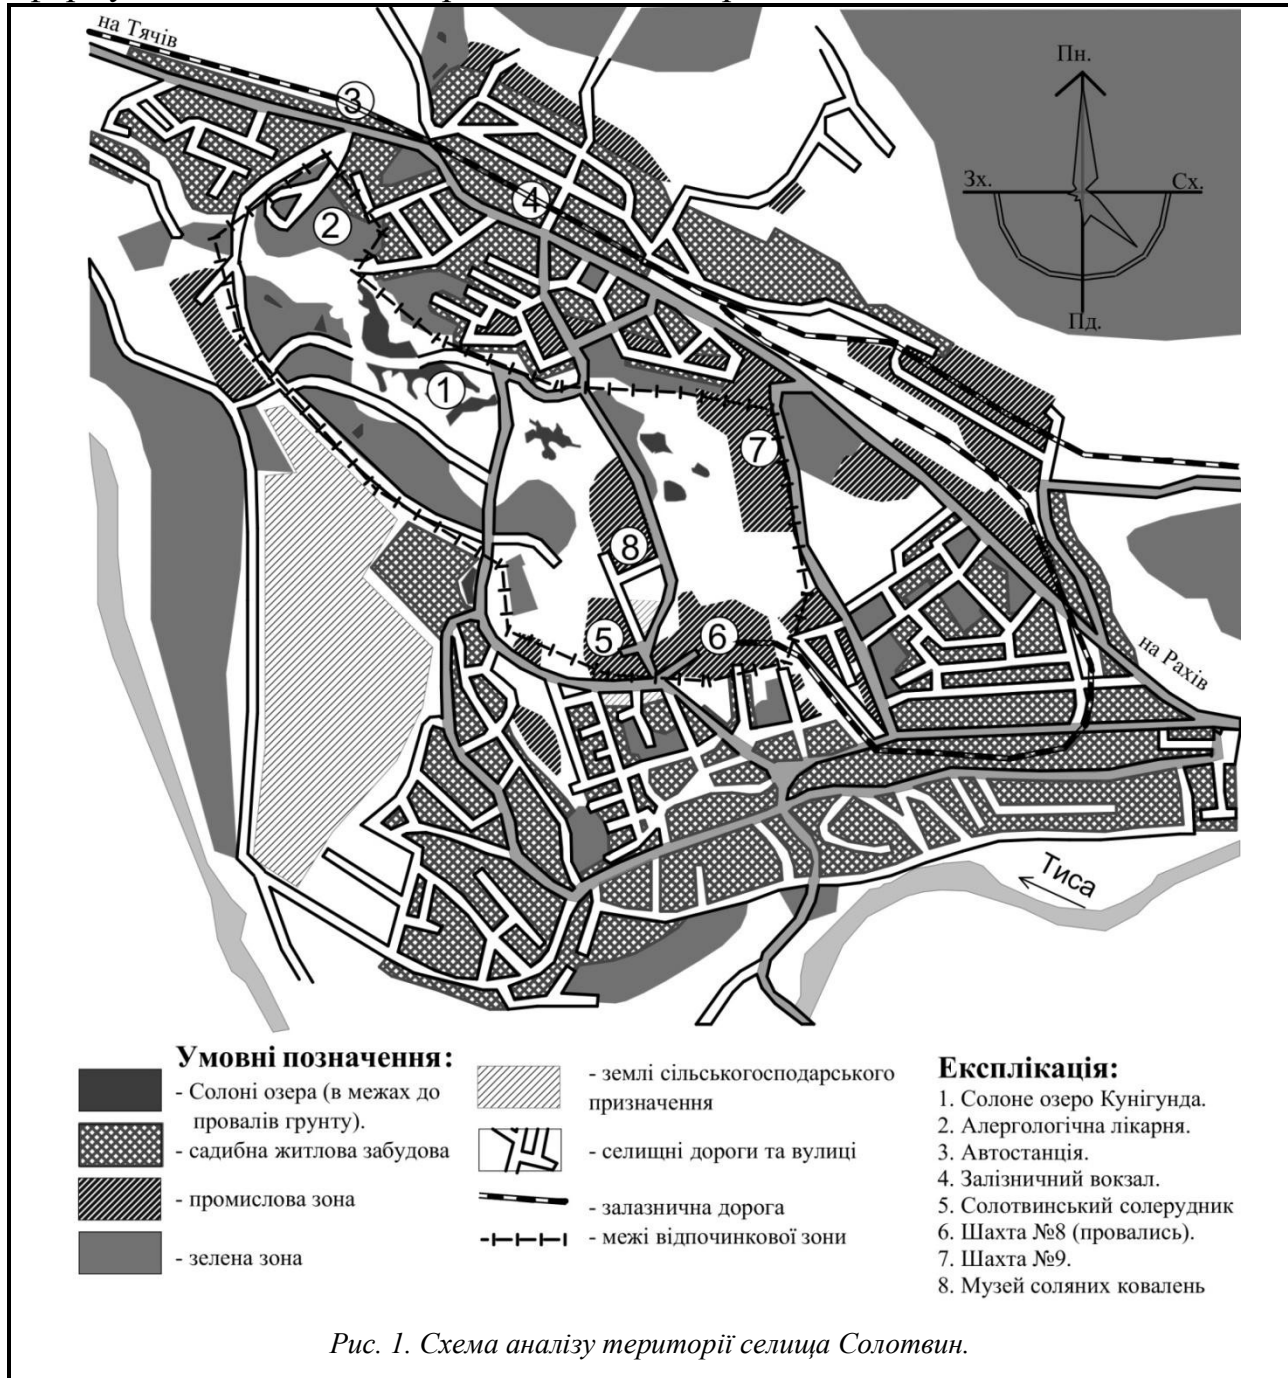 на Тячів
Пн.
Зх.
Сх.
Пд.
3
4
2
1
7
8
5
6
на Рахів
Тиса
Умовні позначення:
- Солоні озера (в межах до
провалів грунту).
- садибна житлова забудова
- промислова зона
- зелена зона
- землі сільськогосподарського
призначення
- селищні дороги та вулиці
- залазнична дорога
- межі відпочинкової зони
Експлікація:
1. Солоне озеро Кунігунда.
2. Алергологічна лікарня.
3. Автостанція.
4. Залізничний вокзал.
5. Солотвинський солерудник
6. Шахта №8 (провались).
7. Шахта №9.
8. Музей соляних ковалень
Рис. 1. Схема аналізу території селища Солотвин.